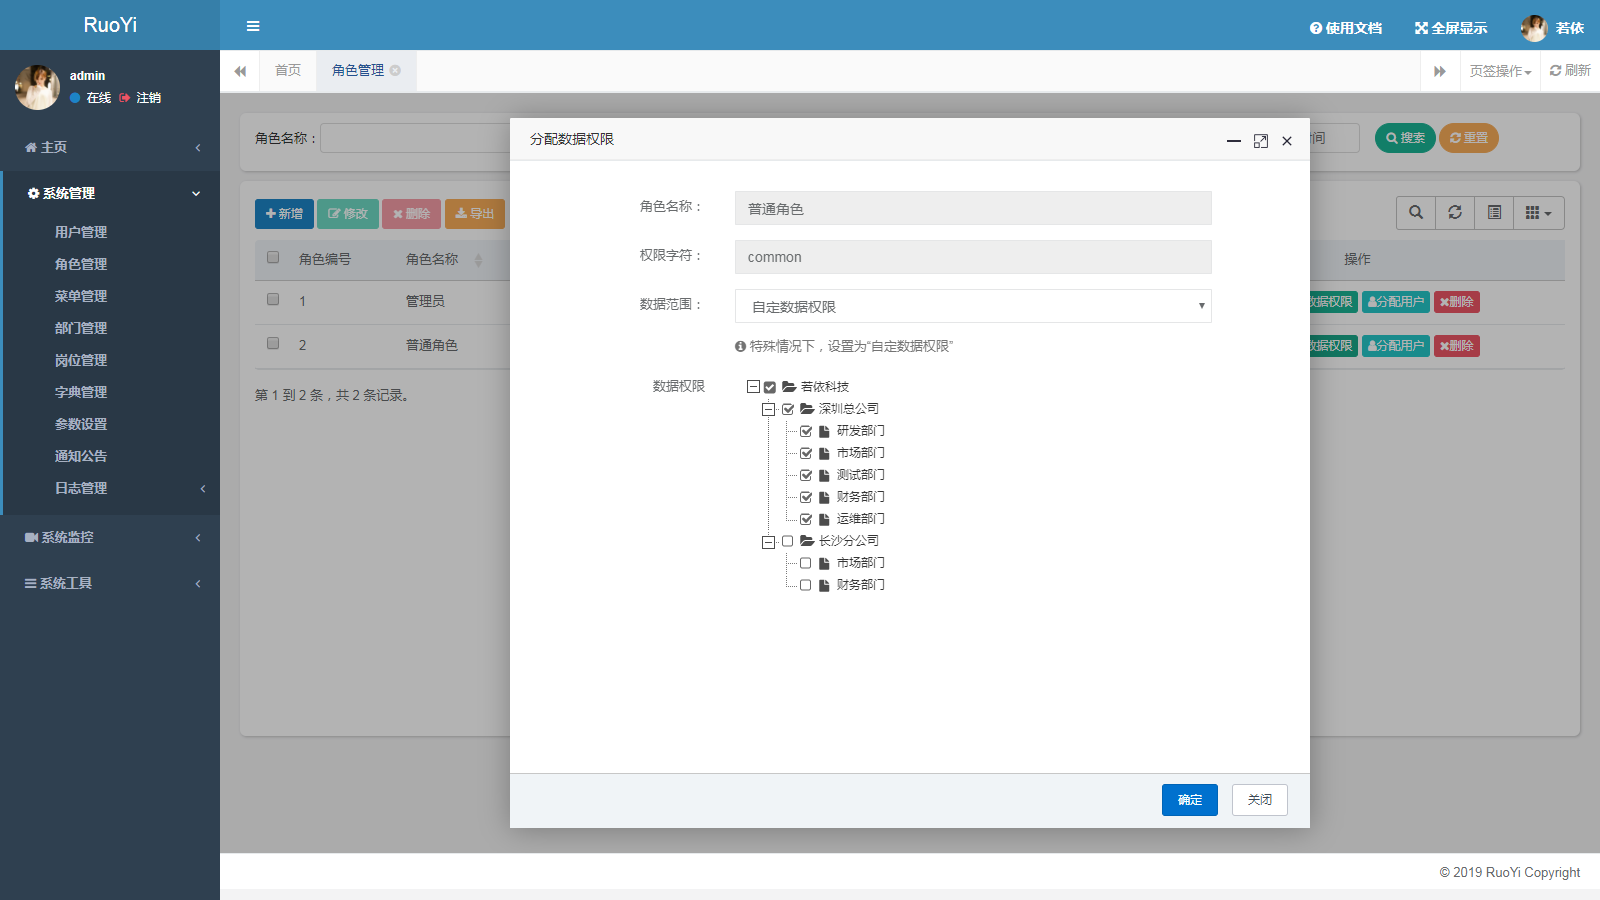 RuoYi
使用文档
全屏显示
若依
admin
在线
注销
首页
角色管理
页签操作
刷新
主页
系统管理
用户管理
角色管理
菜单管理
部门管理
岗位管理
字典管理
参数设置
通知公告
日志管理
系统监控
系统工具
角色名称：
间
搜索
重置
新增
修改
删除
导出
角色编号
角色名称
操作
1
管理员
数据权限
分配用户
删除
2
普通角色
数据权限
分配用户
删除
第 1 到 2 条，共 2 条记录。
分配数据权限
角色名称：
普通角色
权限字符：
common
数据范围：
自定数据权限
特殊情况下，设置为“自定数据权限”
数据权限
若依科技
深圳总公司
研发部门
市场部门
测试部门
财务部门
运维部门
长沙分公司
市场部门
财务部门
确定
关闭
© 2019 RuoYi Copyright